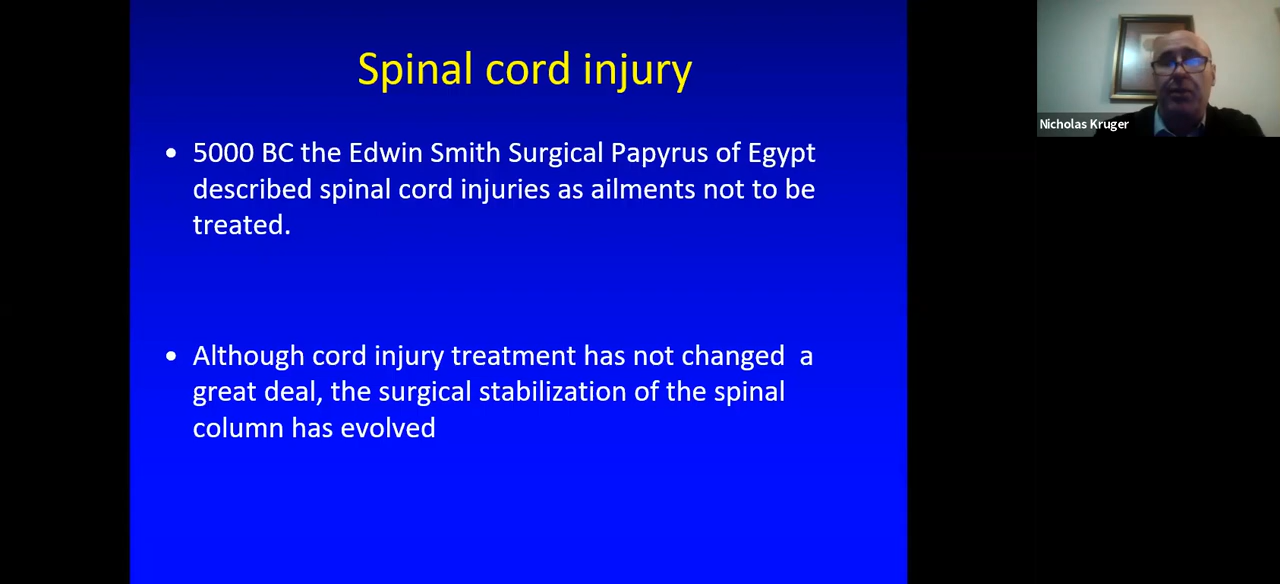 Spinal cord injury
• 5000 BC the Edwin Smith Surgical Papyrus of Egypt
described spinal cord injuries as ailments not to be
treated.
• Although cord injury treatment has not changed  a
great deal, the surgical stabilization of the spinal
column has evolved
Nicholas Kruger